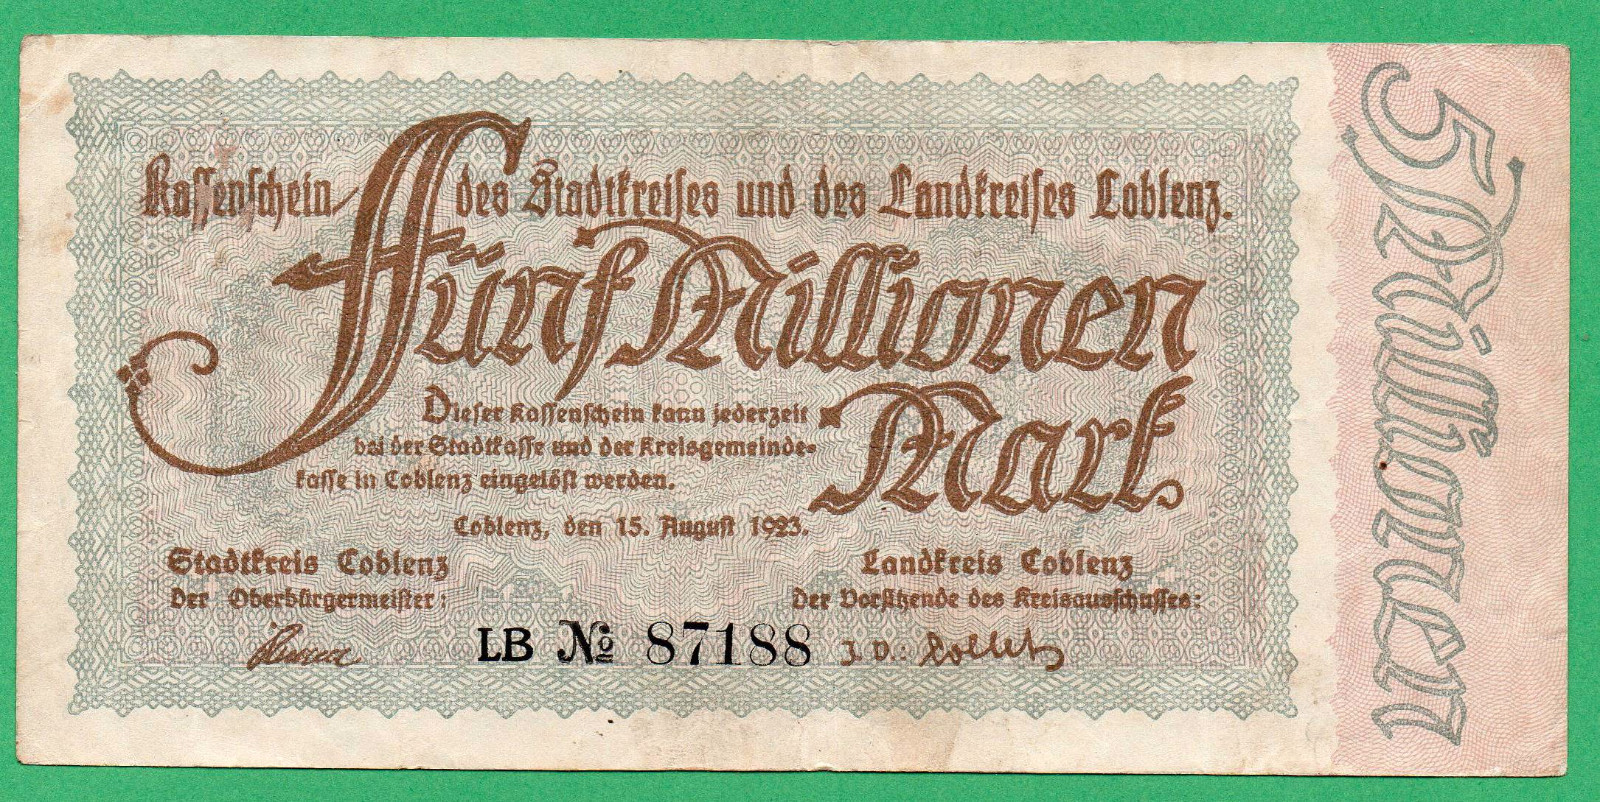 Kassenschein des Stadtkreises und des Landkreises Coblenz.
Fünf Millionen
Mark
Dieser Kassenschein kann jederzeit
bei der Stadtkasse und der Kreisgemeinde-
kasse in Coblenz eingelöst werden.
Coblenz, den 15. August 1923.
Stadtkreis Coblenz
Der Oberbürgermeister:
Landkreis Coblenz
Der Vorsitzende des Kreisausschusses:
LB № 87188
J. V.:
5 Millionen